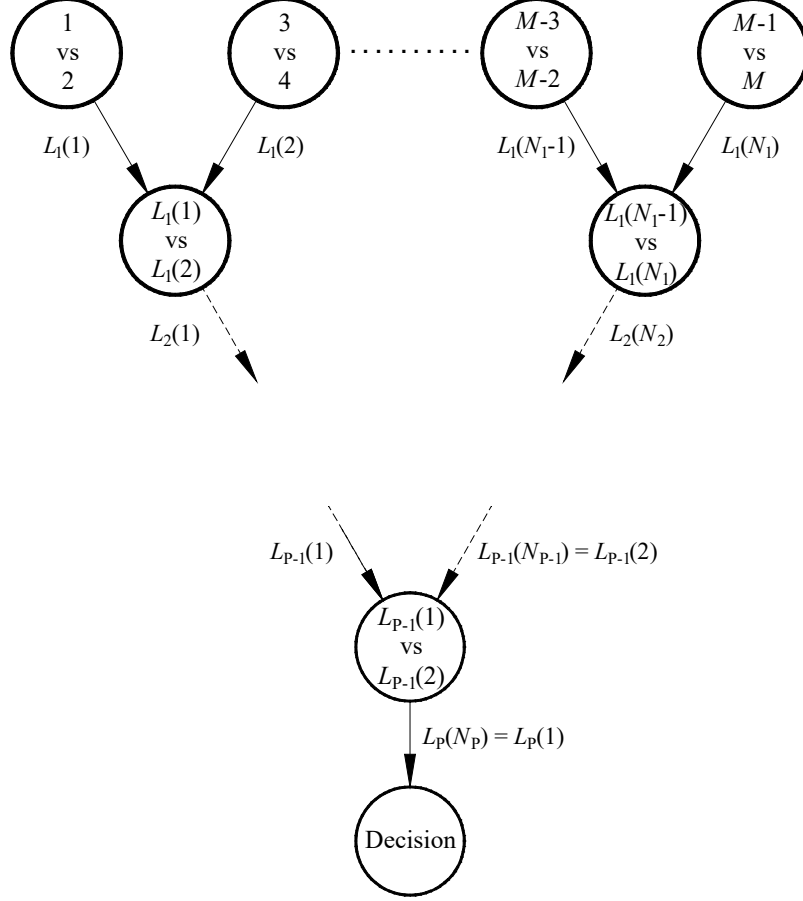 1
vs
2
3
vs
4
M-3
vs
M-2
M-1
vs
M
L1(1)
L1(2)
L1(N1-1)
L1(N1)
L1(1)
vs
L1(2)
L1(N1-1)
vs
L1(N1)
L2(1)
L2(N2)
LP-1(1)
LP-1(NP-1) = LP-1(2)
LP-1(1)
vs
LP-1(2)
LP(NP) = LP(1)
Decision